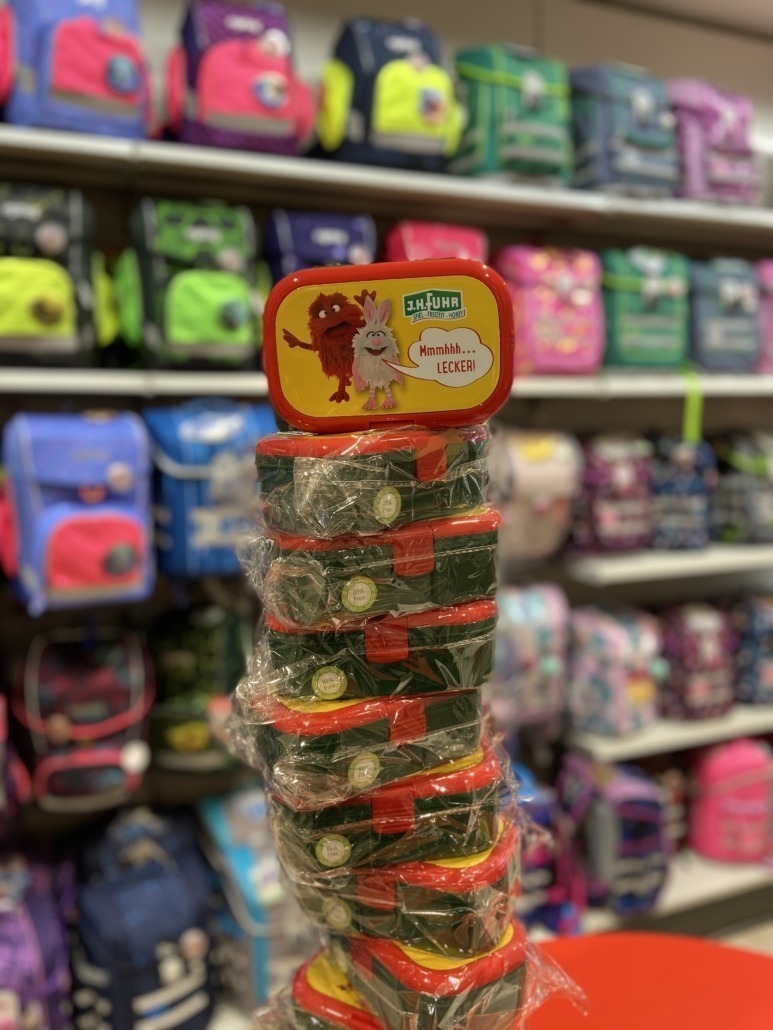 J.H.FUHR
SPIEL - FREIZEIT - HOBBY
Mmmhhh...
LECKER!